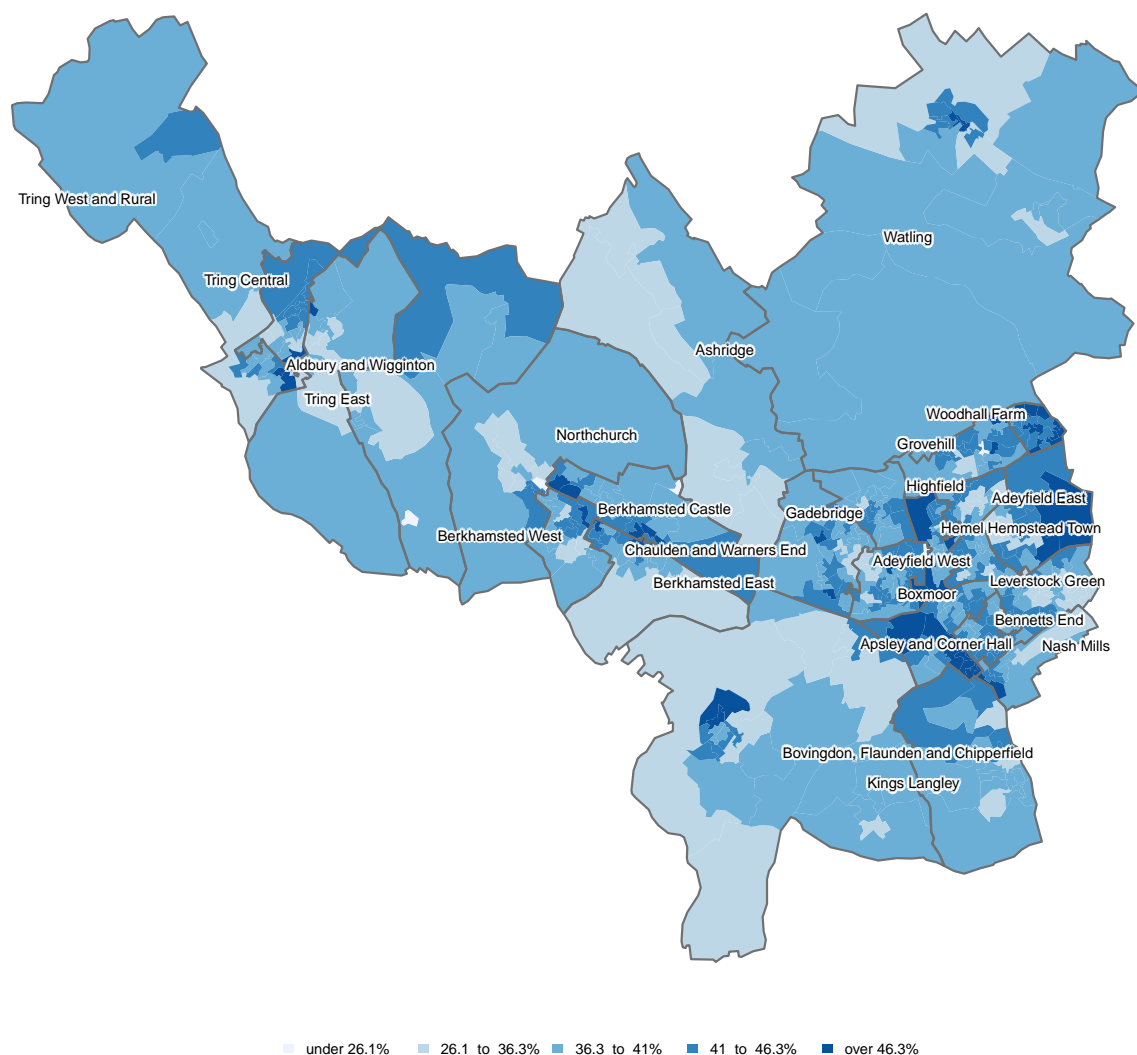 Tring West and Rural
Watling
Tring Central
Ashridge
Aldbury and Wigginton
Tring East
Woodhall Farm
Northchurch
Grovehill
Highfield
Adeyfield East
Berkhamsted Castle
Gadebridge
Hemel Hempstead Town
Berkhamsted West
Chaulden and Warners End
Adeyfield West
Berkhamsted East
Leverstock Green
Boxmoor
Bennetts End
Apsley and Corner Hall
Nash Mills
Bovingdon, Flaunden and Chipperfield
Kings Langley
under 26.1% 26.1 to 36.3% 36.3 to 41% 41 to 46.3% over 46.3%